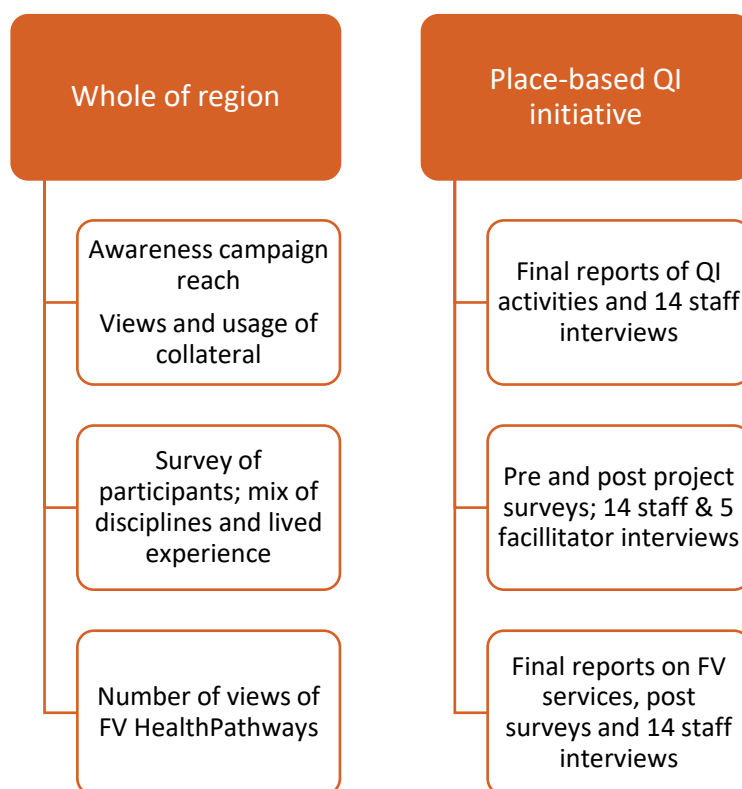 Whole of region
Awareness campaign
reach
Views and usage of
collateral
Survey of
participants; mix of
disciplines and lived
experience
Number of views of
FV HealthPathways
Place-based QI
initiative
Final reports of QI
activities and 14 staff
interviews
Pre and post project
surveys; 14 staff & 5
facillitator interviews
Final reports on FV
services, post
surveys and 14 staff
interviews